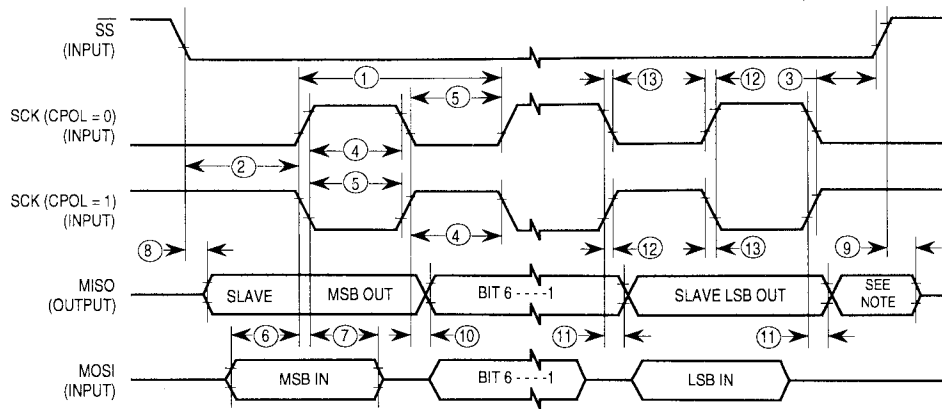 SS
(INPUT)
1
13
12
3
5
SCK (CPOL = 0)
(INPUT)
4
2
5
SCK (CPOL = 1)
(INPUT)
4
12
13
8
9
MISO
(OUTPUT)
SLAVE
MSB OUT
BIT 6 - - - - - 1
SLAVE LSB OUT
SEE
NOTE
6
7
10
11
11
MOSI
(INPUT)
MSB IN
BIT 6 - - - - 1
LSB IN